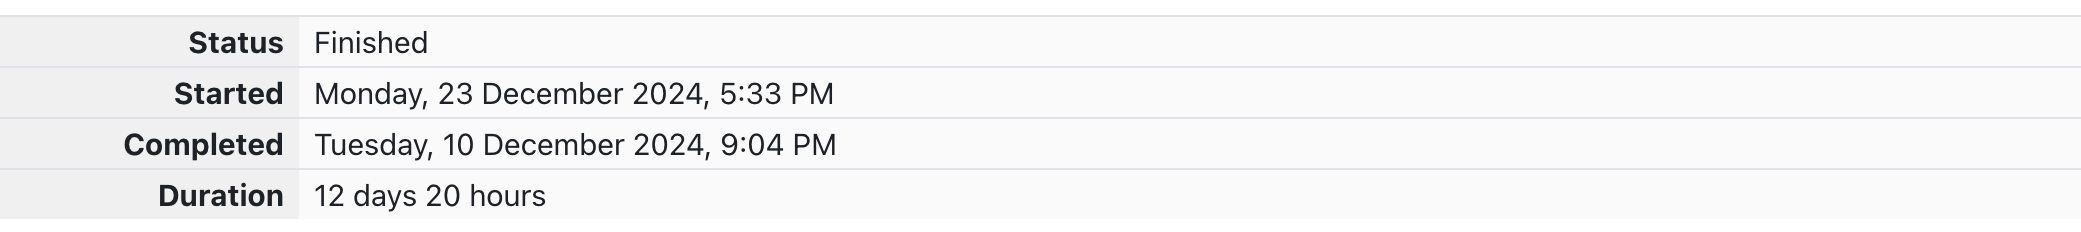 Status Finished
Started Monday, 23 December 2024, 5:33 PM
Completed Tuesday, 10 December 2024, 9:04 PM
Duration 12 days 20 hours